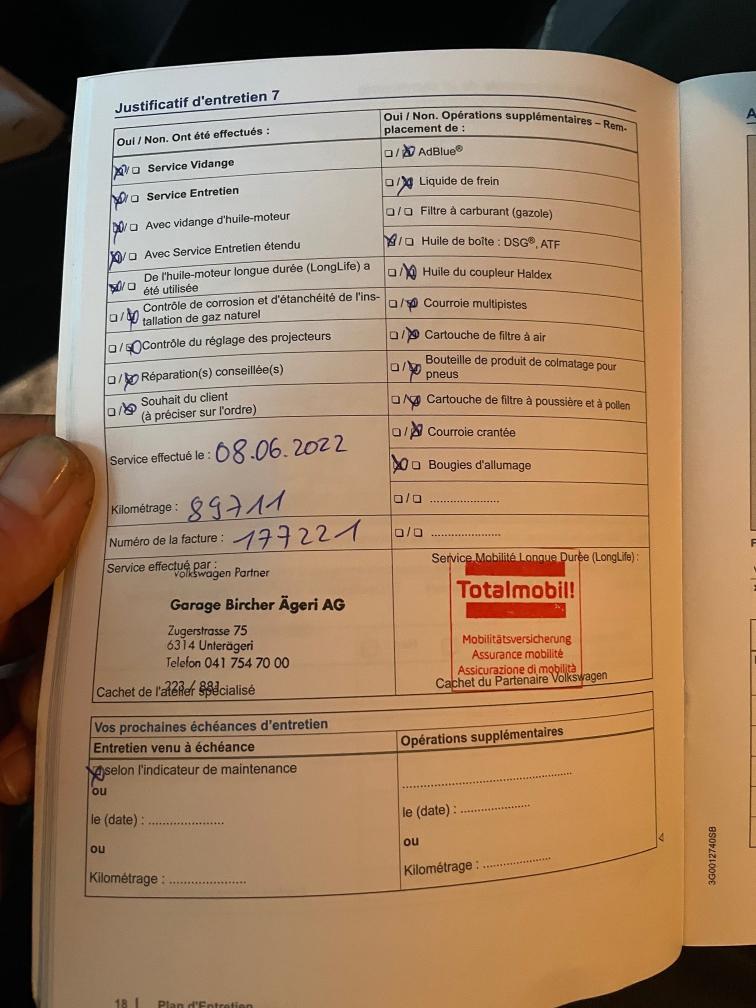 Justificatif d'entretien 7
Oui / Non. Ont été effectués :
☒/☐ Service Vidange
☒/☐ Service Entretien
☒/☐ Avec vidange d'huile-moteur
☒/☐ Avec Service Entretien étendu
☒/☐ De l'huile-moteur longue durée (LongLife) a
été utilisée
☐/☒ Contrôle de corrosion et d'étanchéité de l'ins-
tallation de gaz naturel
☐/☒ Contrôle du réglage des projecteurs
☐/☒ Réparation(s) conseillée(s)
☐/☒ Souhait du client
(à préciser sur l'ordre)
Service effectué le : 08.06.2022
Kilométrage : 89711
Numéro de la facture : 177221
Service effectué par :
Volkswagen Partner
Garage Bircher Ägeri AG
Zugerstrasse 75
6314 Unterägeri
Telefon 041 754 70 00
223 / 881
Cachet de l'atelier spécialisé
Oui / Non. Opérations supplémentaires – Rem-
placement de :
☐/☒ AdBlue®
☐/☒ Liquide de frein
☐/☐ Filtre à carburant (gazole)
☒/☐ Huile de boîte : DSG®, ATF
☐/☒ Huile du coupleur Haldex
☐/☒ Courroie multipistes
☐/☒ Cartouche de filtre à air
☐/☒ Bouteille de produit de colmatage pour
pneus
☐/☒ Cartouche de filtre à poussière et à pollen
☐/☒ Courroie crantée
☒/☐ Bougies d'allumage
☐/☐ .....................
☐/☐ .....................
Service Mobilité Longue Durée (LongLife) :
Totalmobil!
Mobilitätsversicherung
Assurance mobilité
Assicurazione di mobilità
Cachet du Partenaire Volkswagen
Vos prochaines échéances d'entretien
Entretien venu à échéance
☒ selon l'indicateur de maintenance
ou
le (date) : .......................
ou
Kilométrage : .......................
Opérations supplémentaires
.....................................................
le (date) : .....................
ou
Kilométrage : .....................
3G0012740SB
18 | Plan d'Entretien